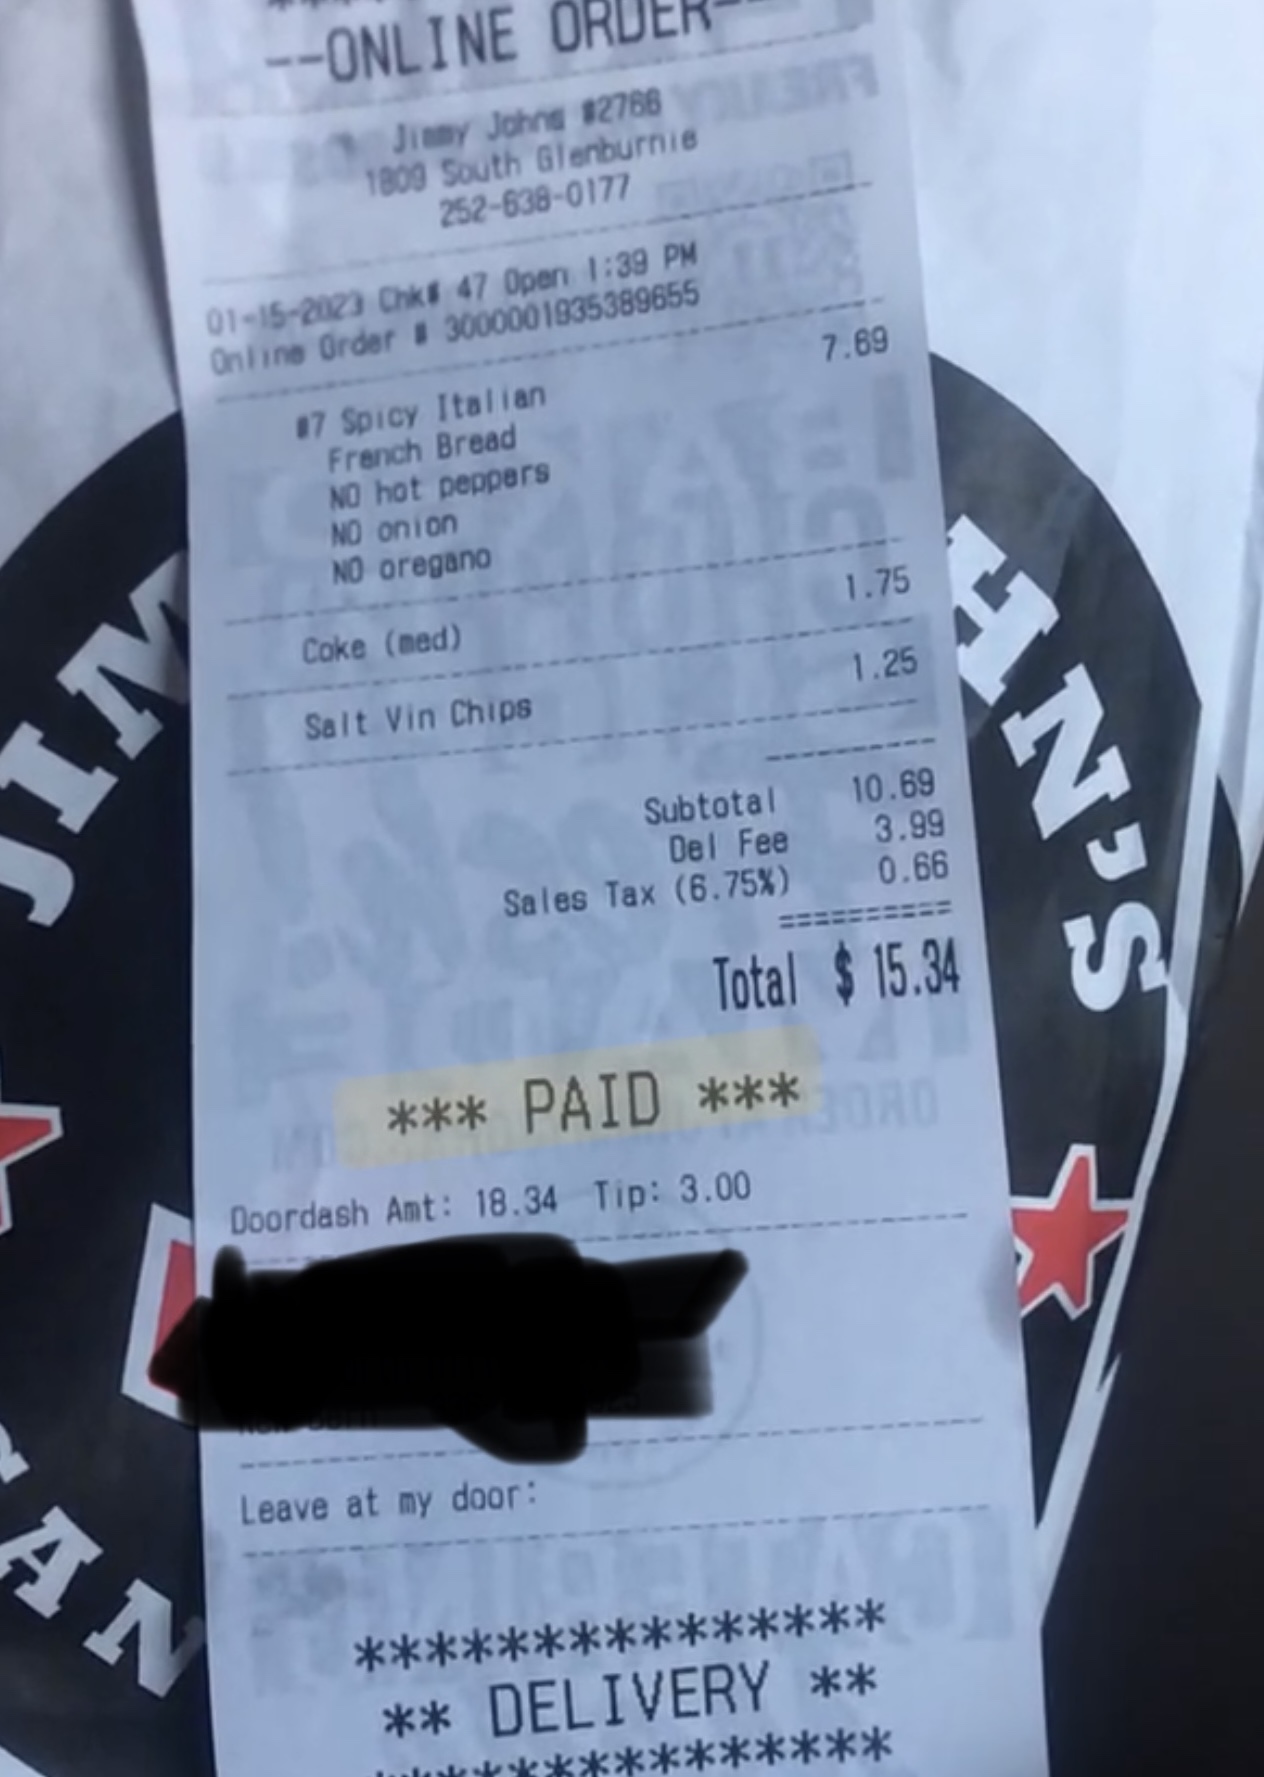 --ONLINE ORDER--
Jimmy Johns #2766
1809 South Glenburnie
252-638-0177
01-15-2023 Chk# 47 Open 1:39 PM
Online Order # 3000001935389655
#7 Spicy Italian 7.69
French Bread
NO hot peppers
NO onion
NO oregano
Coke (med) 1.75
Salt Vin Chips 1.25
Subtotal 10.69
Del Fee 3.99
Sales Tax (6.75%) 0.66
==========
Total $ 15.34
*** PAID ***
Doordash Amt: 18.34 Tip: 3.00
Leave at my door:
***************
** DELIVERY **
***************
JIM
HN'S
AN